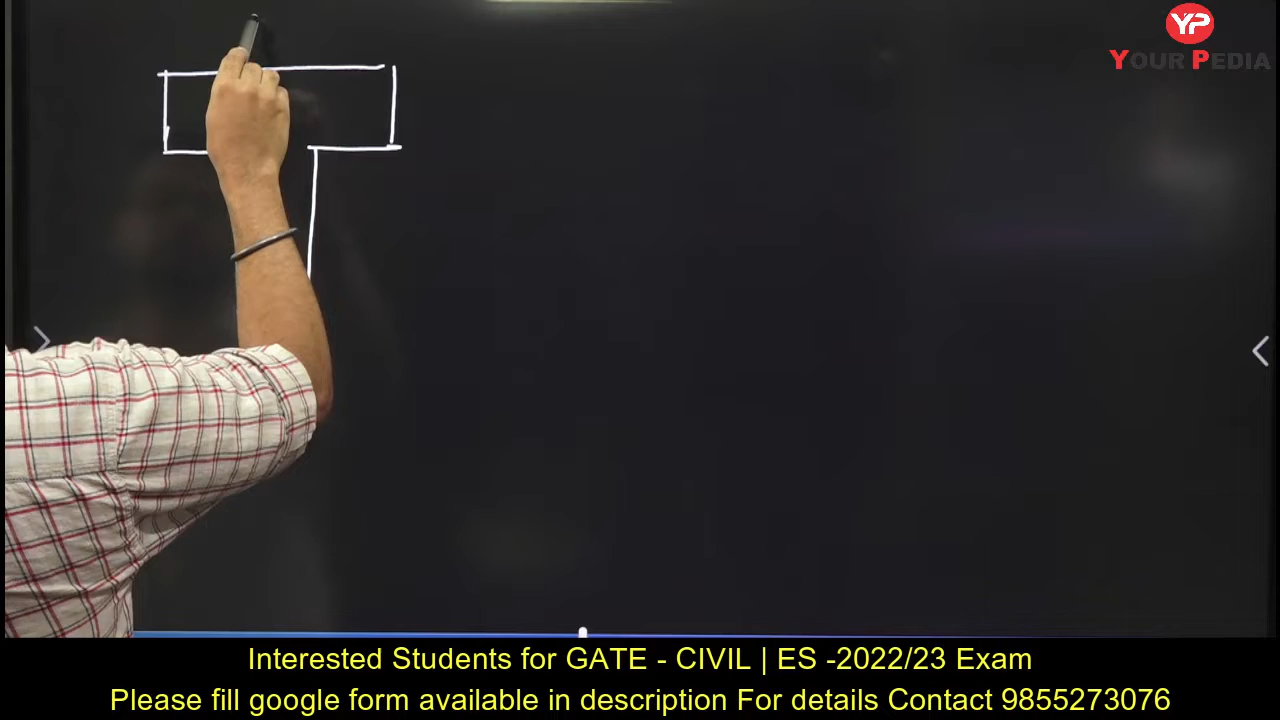 YP
YOUR PEDIA
Interested Students for GATE - CIVIL | ES -2022/23 Exam
Please fill google form available in description For details Contact 9855273076